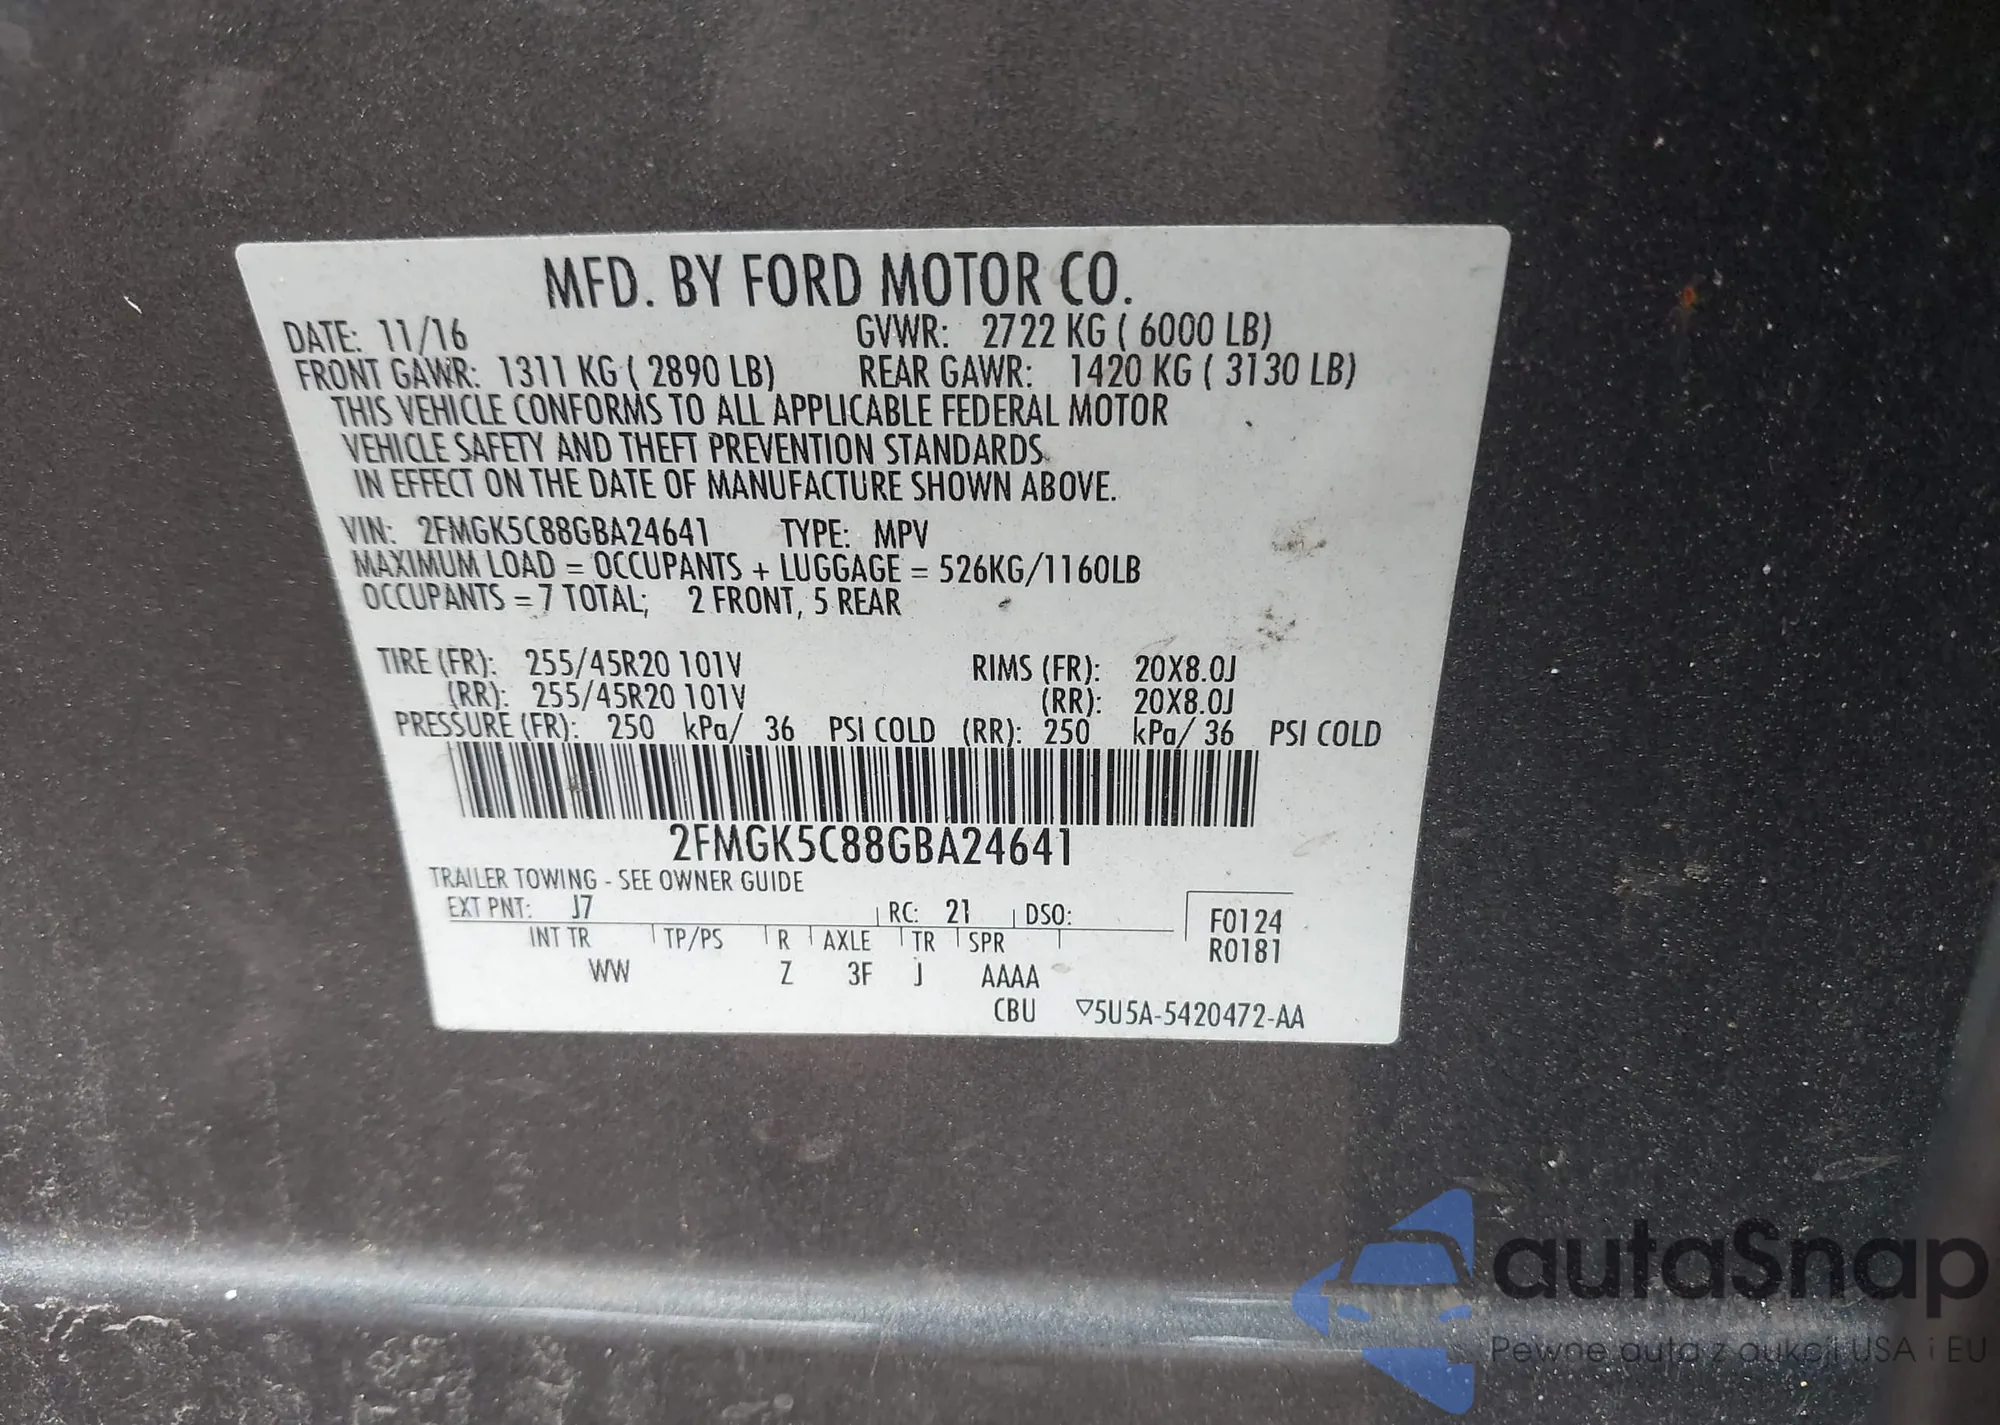 MFD. BY FORD MOTOR CO.
DATE: 11/16 GVWR: 2722 KG ( 6000 LB)
FRONT GAWR: 1311 KG ( 2890 LB) REAR GAWR: 1420 KG ( 3130 LB)
THIS VEHICLE CONFORMS TO ALL APPLICABLE FEDERAL MOTOR
VEHICLE SAFETY AND THEFT PREVENTION STANDARDS
IN EFFECT ON THE DATE OF MANUFACTURE SHOWN ABOVE.
VIN: 2FMGK5C88GBA24641 TYPE: MPV
MAXIMUM LOAD = OCCUPANTS + LUGGAGE = 526KG/1160LB
OCCUPANTS = 7 TOTAL; 2 FRONT, 5 REAR
TIRE (FR): 255/45R20 101V RIMS (FR): 20X8.0J
(RR): 255/45R20 101V (RR): 20X8.0J
PRESSURE (FR): 250 kPa/ 36 PSI COLD (RR): 250 kPa/ 36 PSI COLD
2FMGK5C88GBA24641
TRAILER TOWING - SEE OWNER GUIDE
EXT PNT: J7 RC: 21 DSO: F0124
INT TR TP/PS R AXLE TR SPR R0181
WW Z 3F J AAAA
CBU ▽5U5A-5420472-AA
autaSnap
Pewne auta z aukcji USA i EU